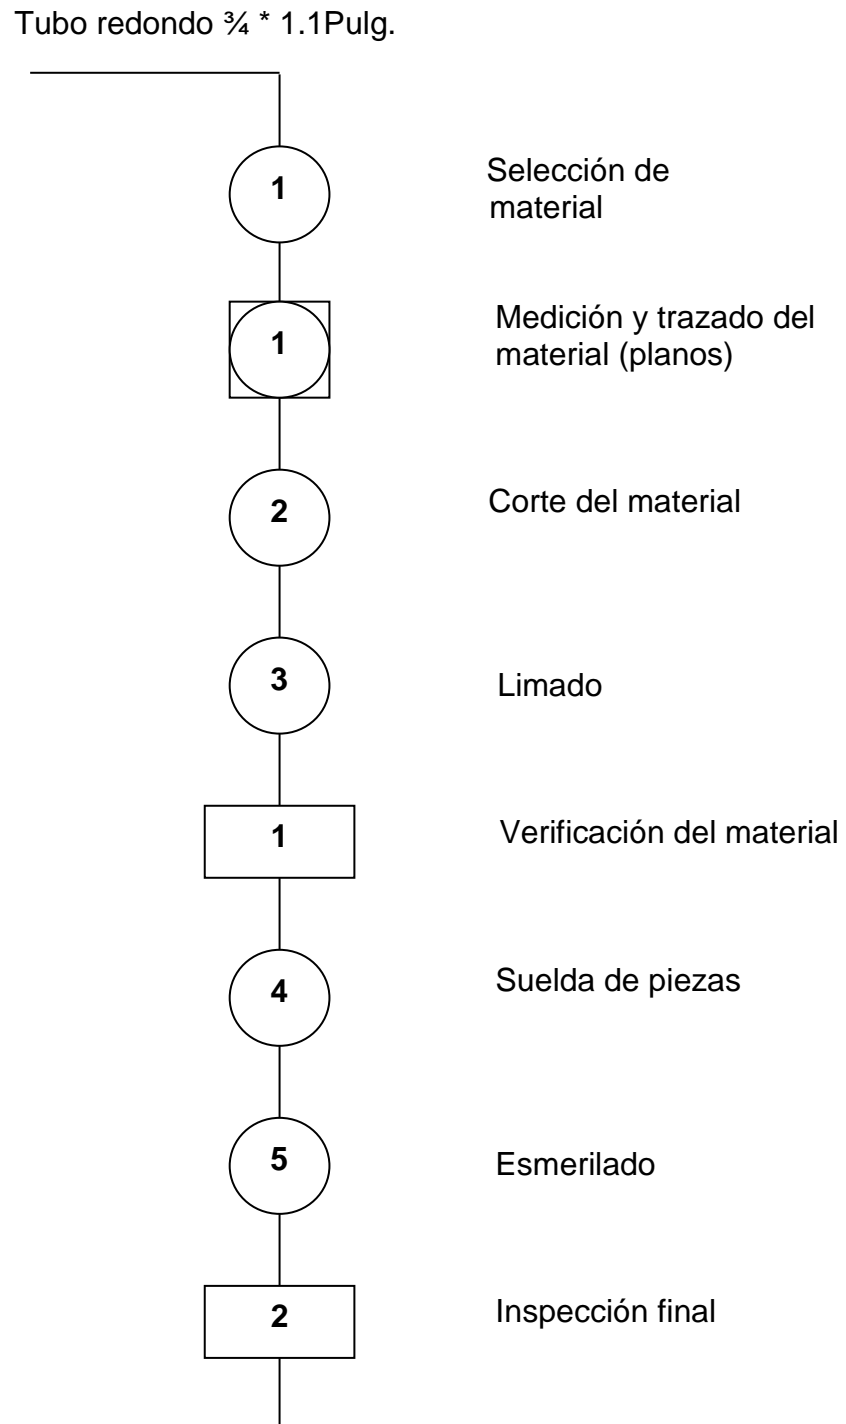 Tubo redondo ¾ * 1.1Pulg.
1
Selección de
material
1
Medición y trazado del
material (planos)
2
Corte del material
3
Limado
1
Verificación del material
4
Suelda de piezas
5
Esmerilado
2
Inspección final